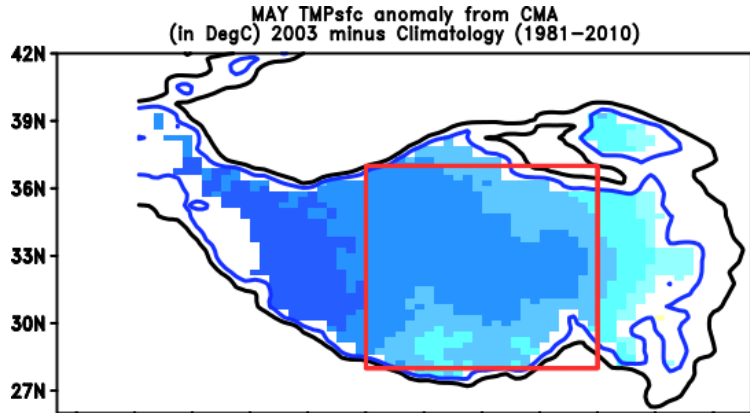 MAY TMPsfc anomaly from CMA
(in DegC) 2003 minus Climatology (1981−2010)
42N
39N
36N
33N
30N
27N